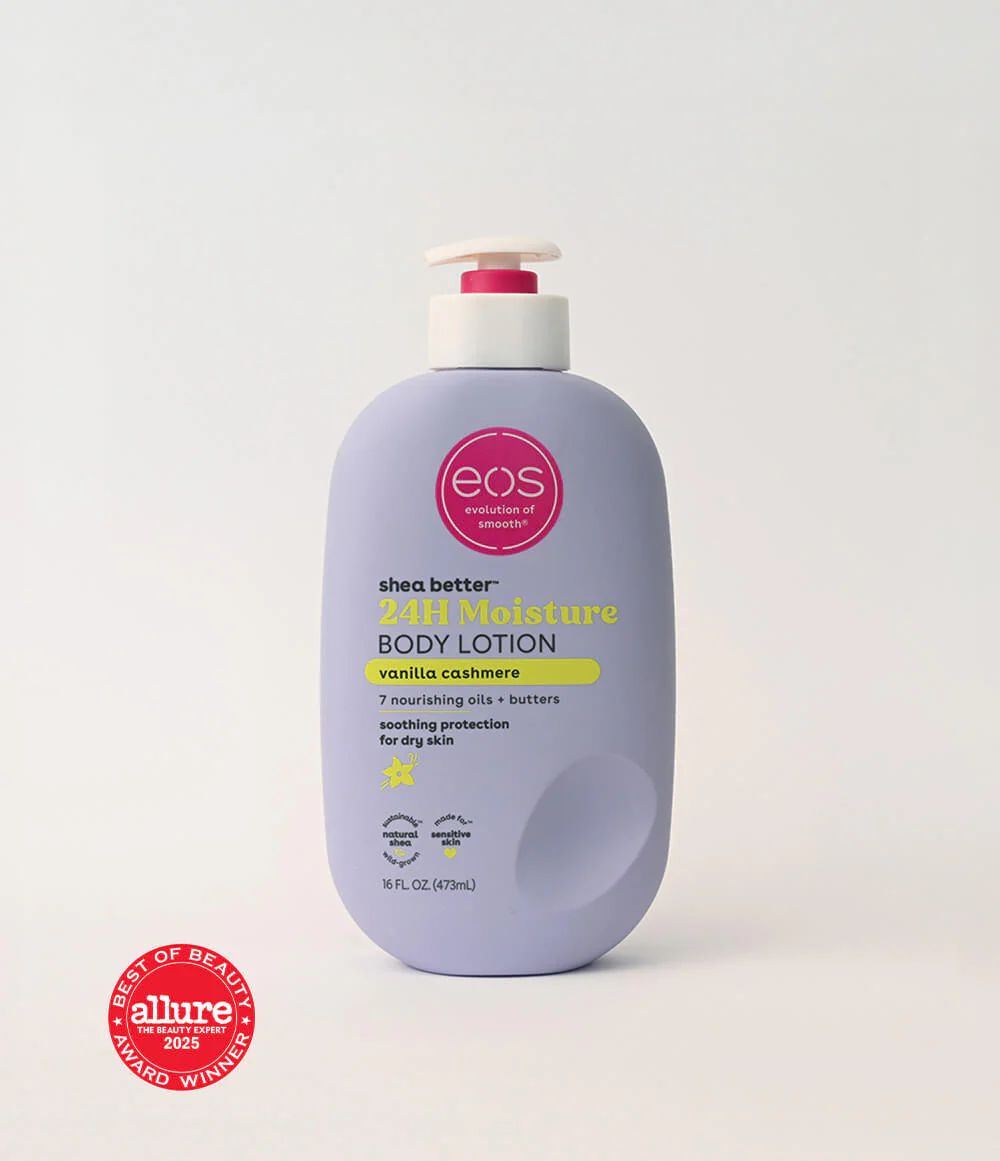 eos
evolution of
smooth®
shea better™
24H Moisture
BODY LOTION
vanilla cashmere
7 nourishing oils + butters
soothing protection
for dry skin
sustainable™
natural
shea
wild-grown
made for™
sensitive
skin
16 FL. OZ. (473mL)
BEST OF BEAUTY
allure
THE BEAUTY EXPERT
2025
AWARD WINNER